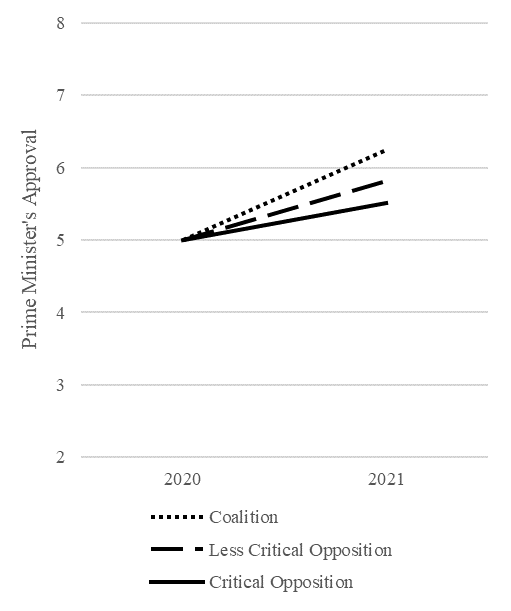 8
7
6
5
4
3
2
Prime Minister's Approval
2020 2021
Coalition
Less Critical Opposition
Critical Opposition